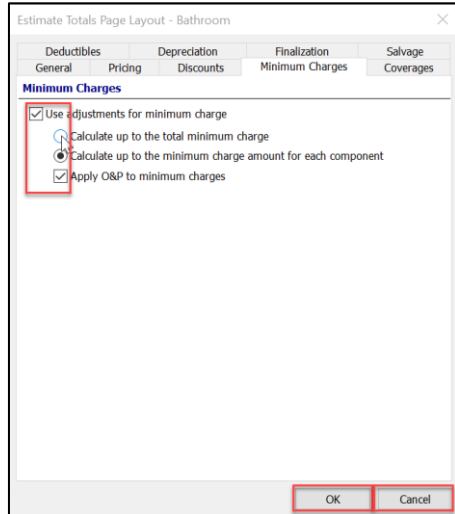 Estimate Totals Page Layout - Bathroom
Deductibles Depreciation Finalization Salvage
General Pricing Discounts Minimum Charges Coverages
Minimum Charges
Use adjustments for minimum charge
Calculate up to the total minimum charge
Calculate up to the minimum charge amount for each component
Apply O&P to minimum charges
OK Cancel